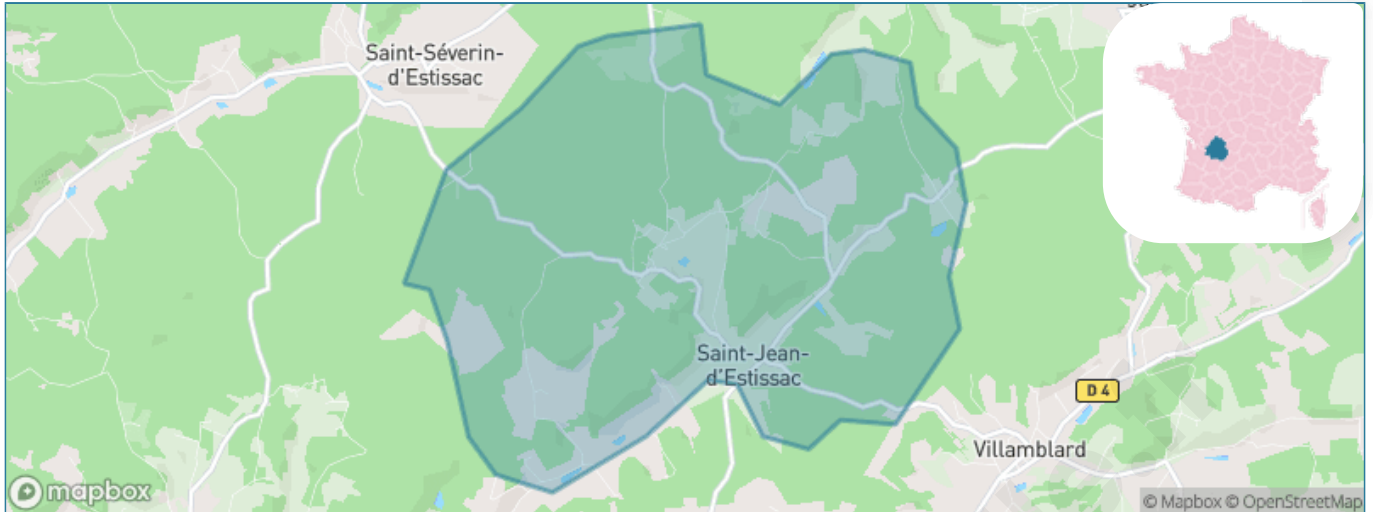 Saint-Séverin-
d'Estissac
Saint-Jean-
d'Estissac
D 4
Villamblard
mapbox
© Mapbox © OpenStreetMap